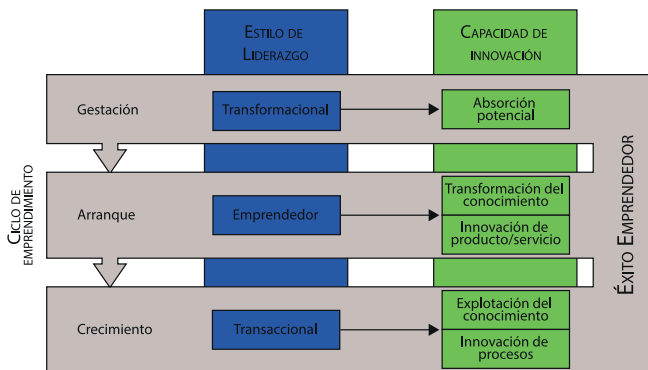 Estilo de
Liderazgo
Capacidad de
innovación
Gestación
Transformacional
Absorción
potencial
Ciclo de
emprendimiento
Arranque
Emprendedor
Transformación del
conocimiento
Innovación de
producto/servicio
Crecimiento
Transaccional
Explotación del
conocimiento
Innovación de
procesos
Éxito Emprendedor